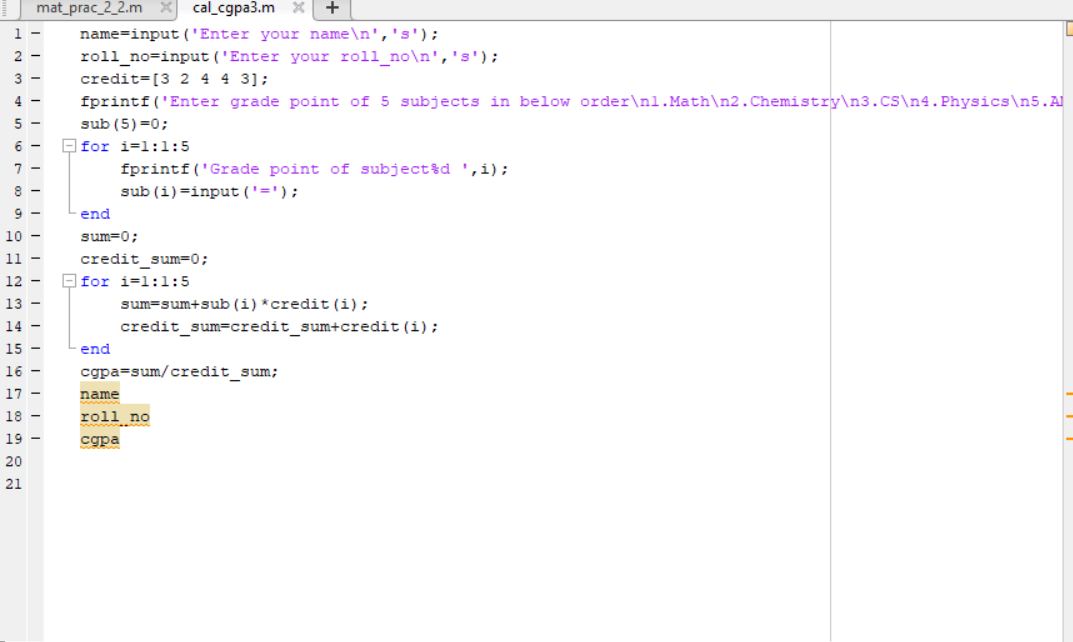 mat_prac_2_2.m × cal_cgpa3.m × +
1 - name=input('Enter your name\n','s');
2 - roll_no=input('Enter your roll_no\n','s');
3 - credit=[3 2 4 4 3];
4 - fprintf('Enter grade point of 5 subjects in below order\n1.Math\n2.Chemistry\n3.CS\n4.Physics\n5.
5 - sub(5)=0;
6 - for i=1:1:5
7 - fprintf('Grade point of subject%d ',i);
8 - sub(i)=input('=');
9 - end
10 - sum=0;
11 - credit_sum=0;
12 - for i=1:1:5
13 - sum=sum+sub(i)*credit(i);
14 - credit_sum=credit_sum+credit(i);
15 - end
16 - cgpa=sum/credit_sum;
17 - name
18 - roll_no
19 - cgpa
20
21